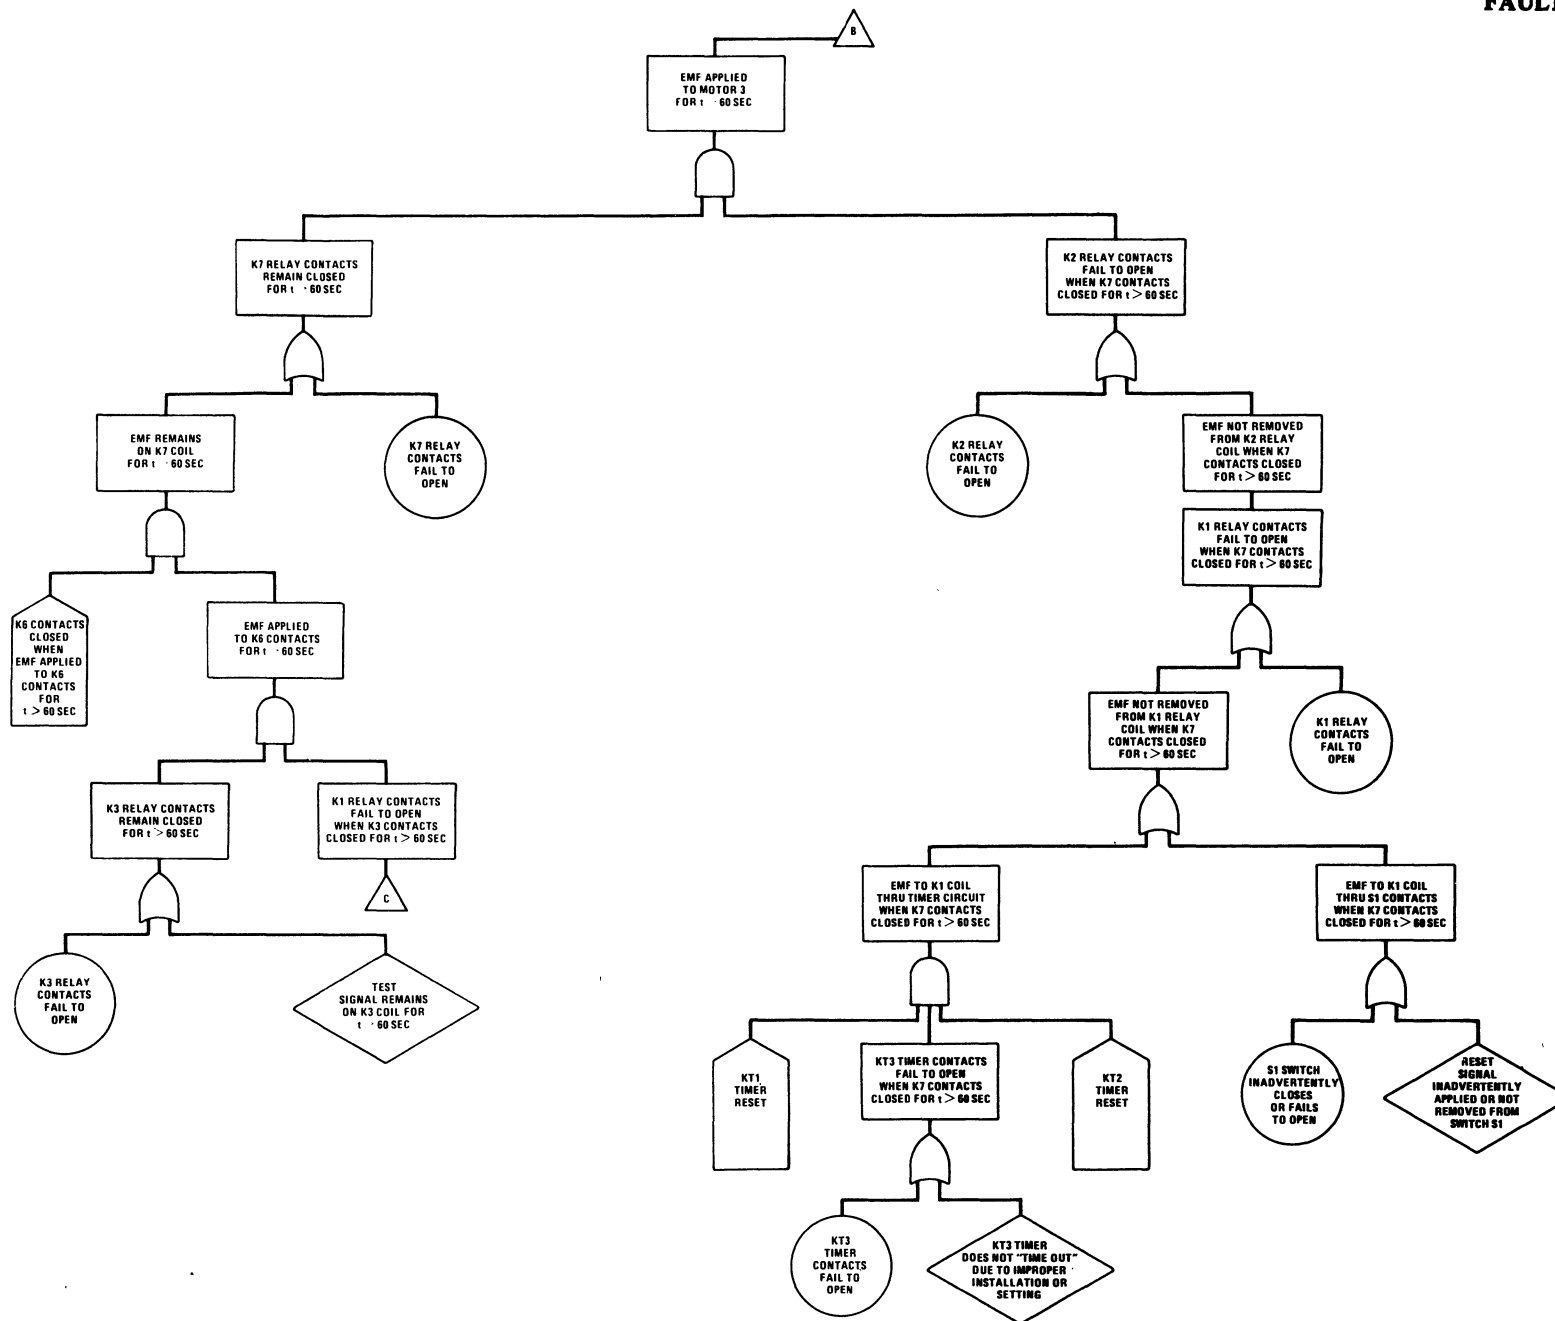 FAULT
B
EMF APPLIED
TO MOTOR 3
FOR t · 60 SEC
K7 RELAY CONTACTS
REMAIN CLOSED
FOR t · 60 SEC
K2 RELAY CONTACTS
FAIL TO OPEN
WHEN K7 CONTACTS
CLOSED FOR t > 60 SEC
EMF REMAINS
ON K7 COIL
FOR t · 60 SEC
K7 RELAY
CONTACTS
FAIL TO
OPEN
K2 RELAY
CONTACTS
FAIL TO
OPEN
EMF NOT REMOVED
FROM K2 RELAY
COIL WHEN K7
CONTACTS CLOSED
FOR t > 60 SEC
K1 RELAY CONTACTS
FAIL TO OPEN
WHEN K7 CONTACTS
CLOSED FOR t > 60 SEC
K6 CONTACTS
CLOSED
WHEN
EMF APPLIED
TO K6
CONTACTS
FOR
t > 60 SEC
EMF APPLIED
TO K6 CONTACTS
FOR t · 60 SEC
EMF NOT REMOVED
FROM K1 RELAY
COIL WHEN K7
CONTACTS CLOSED
FOR t > 60 SEC
K1 RELAY
CONTACTS
FAIL TO
OPEN
K3 RELAY CONTACTS
REMAIN CLOSED
FOR t > 60 SEC
K1 RELAY CONTACTS
FAIL TO OPEN
WHEN K3 CONTACTS
CLOSED FOR t > 60 SEC
C
EMF TO K1 COIL
THRU TIMER CIRCUIT
WHEN K7 CONTACTS
CLOSED FOR t > 60 SEC
EMF TO K1 COIL
THRU S1 CONTACTS
WHEN K7 CONTACTS
CLOSED FOR t > 60 SEC
K3 RELAY
CONTACTS
FAIL TO
OPEN
TEST
SIGNAL REMAINS
ON K3 COIL FOR
t > 60 SEC
KT1
TIMER
RESET
KT3 TIMER CONTACTS
FAIL TO OPEN
WHEN K7 CONTACTS
CLOSED FOR t > 60 SEC
KT2
TIMER
RESET
S1 SWITCH
INADVERTENTLY
CLOSES
OR FAILS
TO OPEN
RESET
SIGNAL
INADVERTENTLY
APPLIED OR NOT
REMOVED FROM
SWITCH S1
KT3
TIMER
CONTACTS
FAIL TO
OPEN
KT3 TIMER
DOES NOT "TIME OUT"
DUE TO IMPROPER
INSTALLATION OR
SETTING